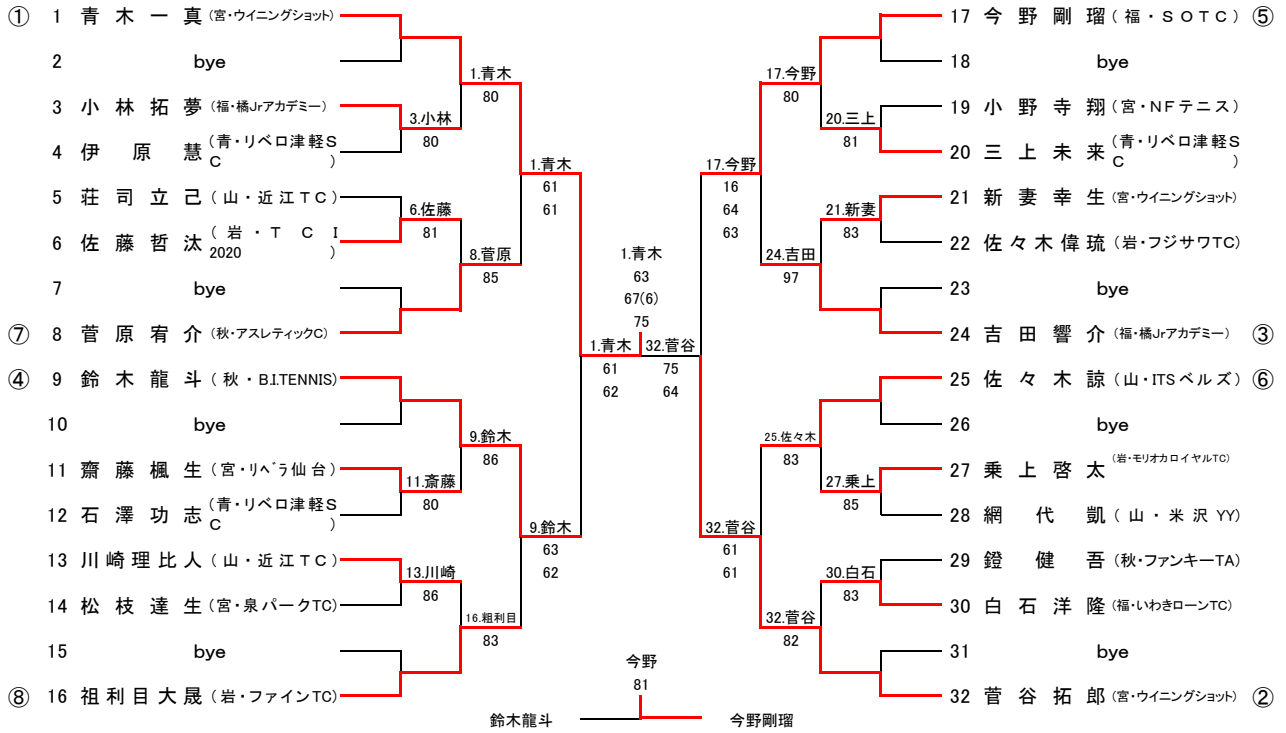 ① 1 青木一真 (宮・ウイニングショット)
2 bye
3 小林拓夢 (福・橘Jrアカデミー)
4 伊原慧 (青・リベロ津軽SC)
5 荘司立己 (山・近江TC)
6 佐藤哲汰 (岩・TCI2020)
7 bye
⑦ 8 菅原宥介 (秋・アスレティックC)
④ 9 鈴木龍斗 (秋・B.I.TENNIS)
10 bye
11 齋藤楓生 (宮・リベラ仙台)
12 石澤功志 (青・リベロ津軽SC)
13 川崎理比人 (山・近江TC)
14 松枝達生 (宮・泉パークTC)
15 bye
⑧ 16 祖利目大晟 (岩・ファインTC)
3.小林
80
6.佐藤
81
11.斎藤
80
13.川崎
86
1.青木
80
8.菅原
85
9.鈴木
86
16.粗利目
83
1.青木
61
61
9.鈴木
63
62
1.青木
61
62
1.青木
63
67(6)
75
32.菅谷
75
64
17.今野
16
64
63
32.菅谷
61
61
17.今野
80
24.吉田
97
25.佐々木
83
32.菅谷
82
20.三上
81
21.新妻
83
27.乗上
85
30.白石
83
17 今野剛瑠 (福・SOTC) ⑤
18 bye
19 小野寺翔 (宮・NFテニス)
20 三上未来 (青・リベロ津軽SC)
21 新妻幸生 (宮・ウイニングショット)
22 佐々木偉琉 (岩・フジサワTC)
23 bye
24 吉田響介 (福・橘Jrアカデミー) ③
25 佐々木諒 (山・ITSベルズ) ⑥
26 bye
27 乗上啓太 (岩・モリオカロイヤルTC)
28 網代凱 (山・米沢YY)
29 鐙健吾 (秋・ファンキーTA)
30 白石洋隆 (福・いわきローンTC)
31 bye
32 菅谷拓郎 (宮・ウイニングショット) ②
今野
81
鈴木龍斗 今野剛瑠